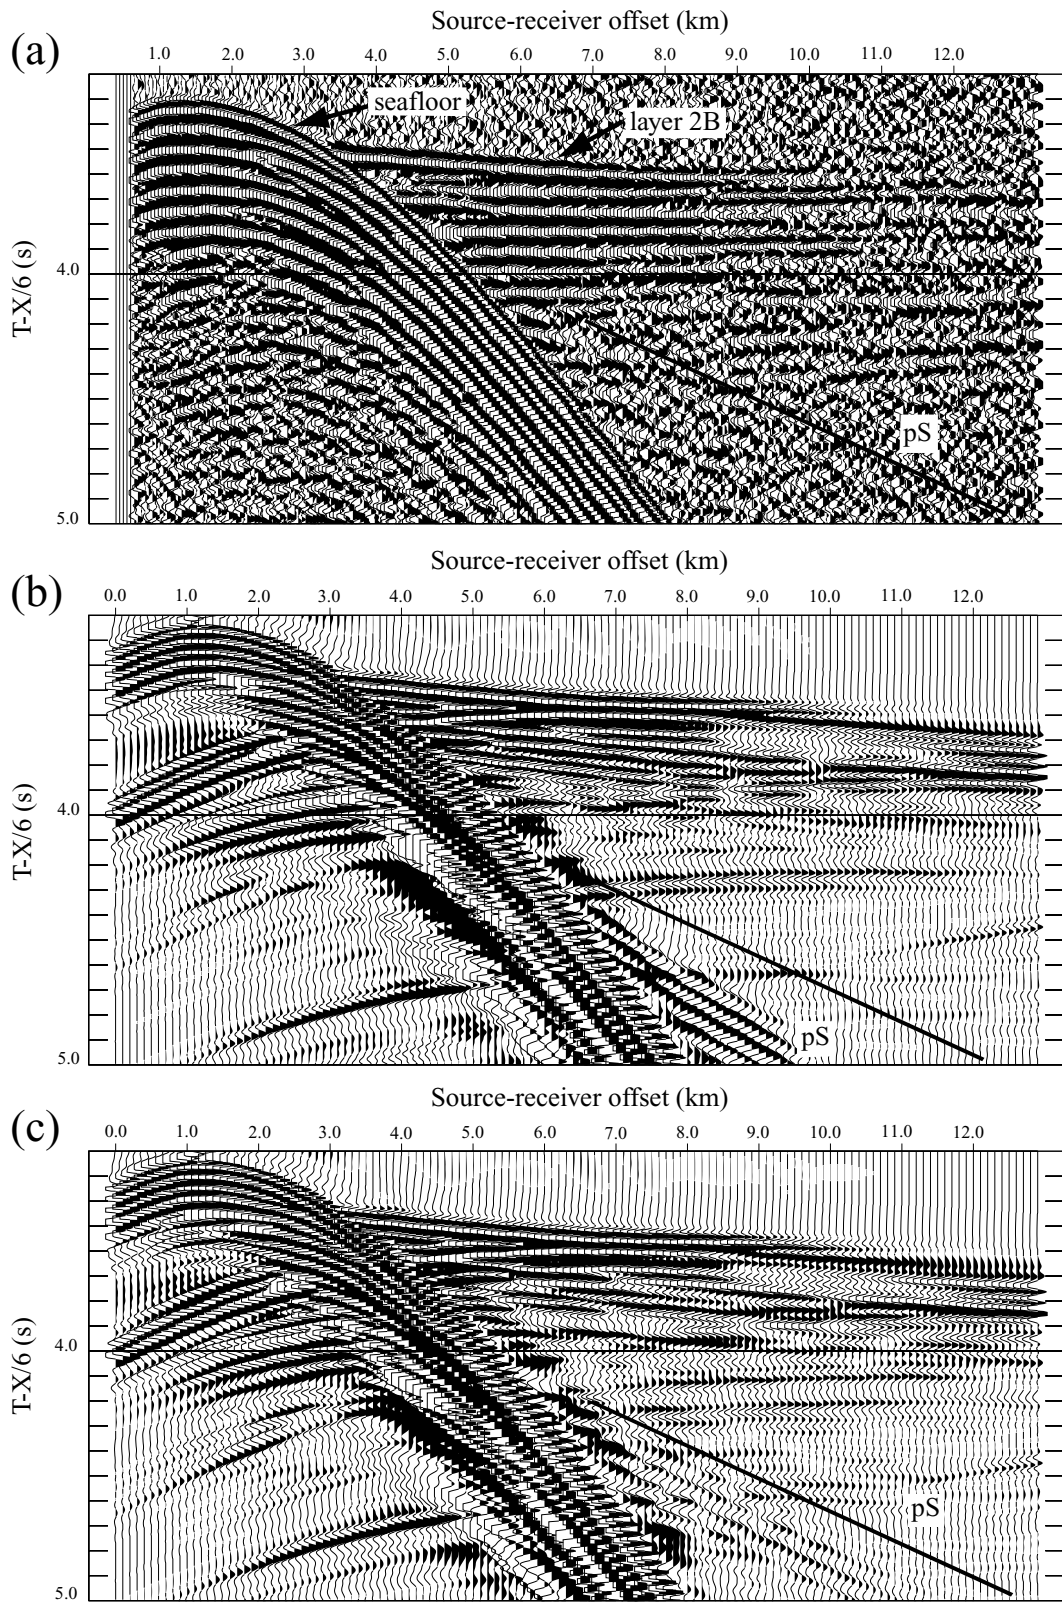 Source-receiver offset (km)
(a)
1.0 2.0 3.0 4.0 5.0 6.0 7.0 8.0 9.0 10.0 11.0 12.0
seafloor
layer 2B
T-X/6 (s)
4.0
pS
5.0
Source-receiver offset (km)
(b)
0.0 1.0 2.0 3.0 4.0 5.0 6.0 7.0 8.0 9.0 10.0 11.0 12.0
T-X/6 (s)
4.0
pS
5.0
Source-receiver offset (km)
(c)
0.0 1.0 2.0 3.0 4.0 5.0 6.0 7.0 8.0 9.0 10.0 11.0 12.0
T-X/6 (s)
4.0
pS
5.0